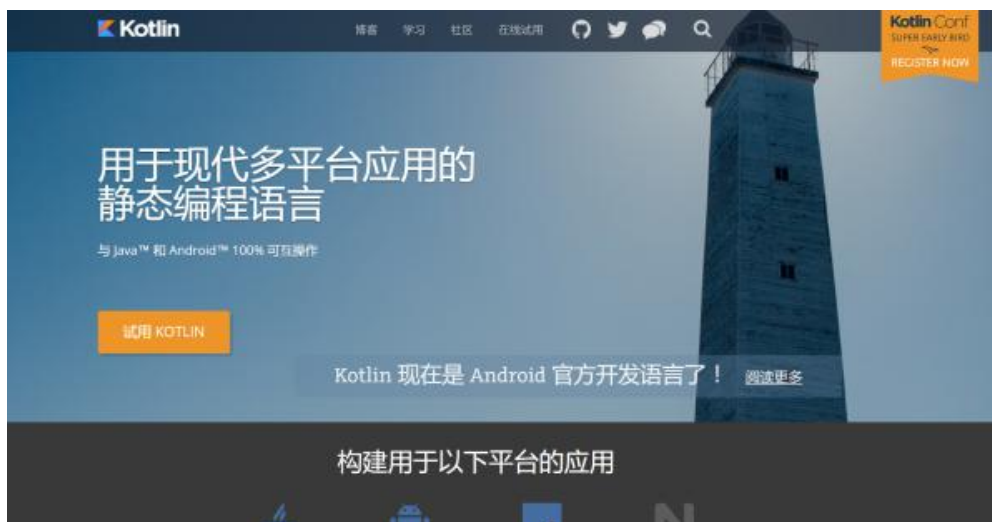 Kotlin
博客 学习 社区 在线试用
Kotlin Conf
SUPER EARLY BIRD
REGISTER NOW
用于现代多平台应用的
静态编程语言
与 Java™ 和 Android™ 100% 可互操作
试用 KOTLIN
Kotlin 现在是 Android 官方开发语言了！ 阅读更多
构建用于以下平台的应用